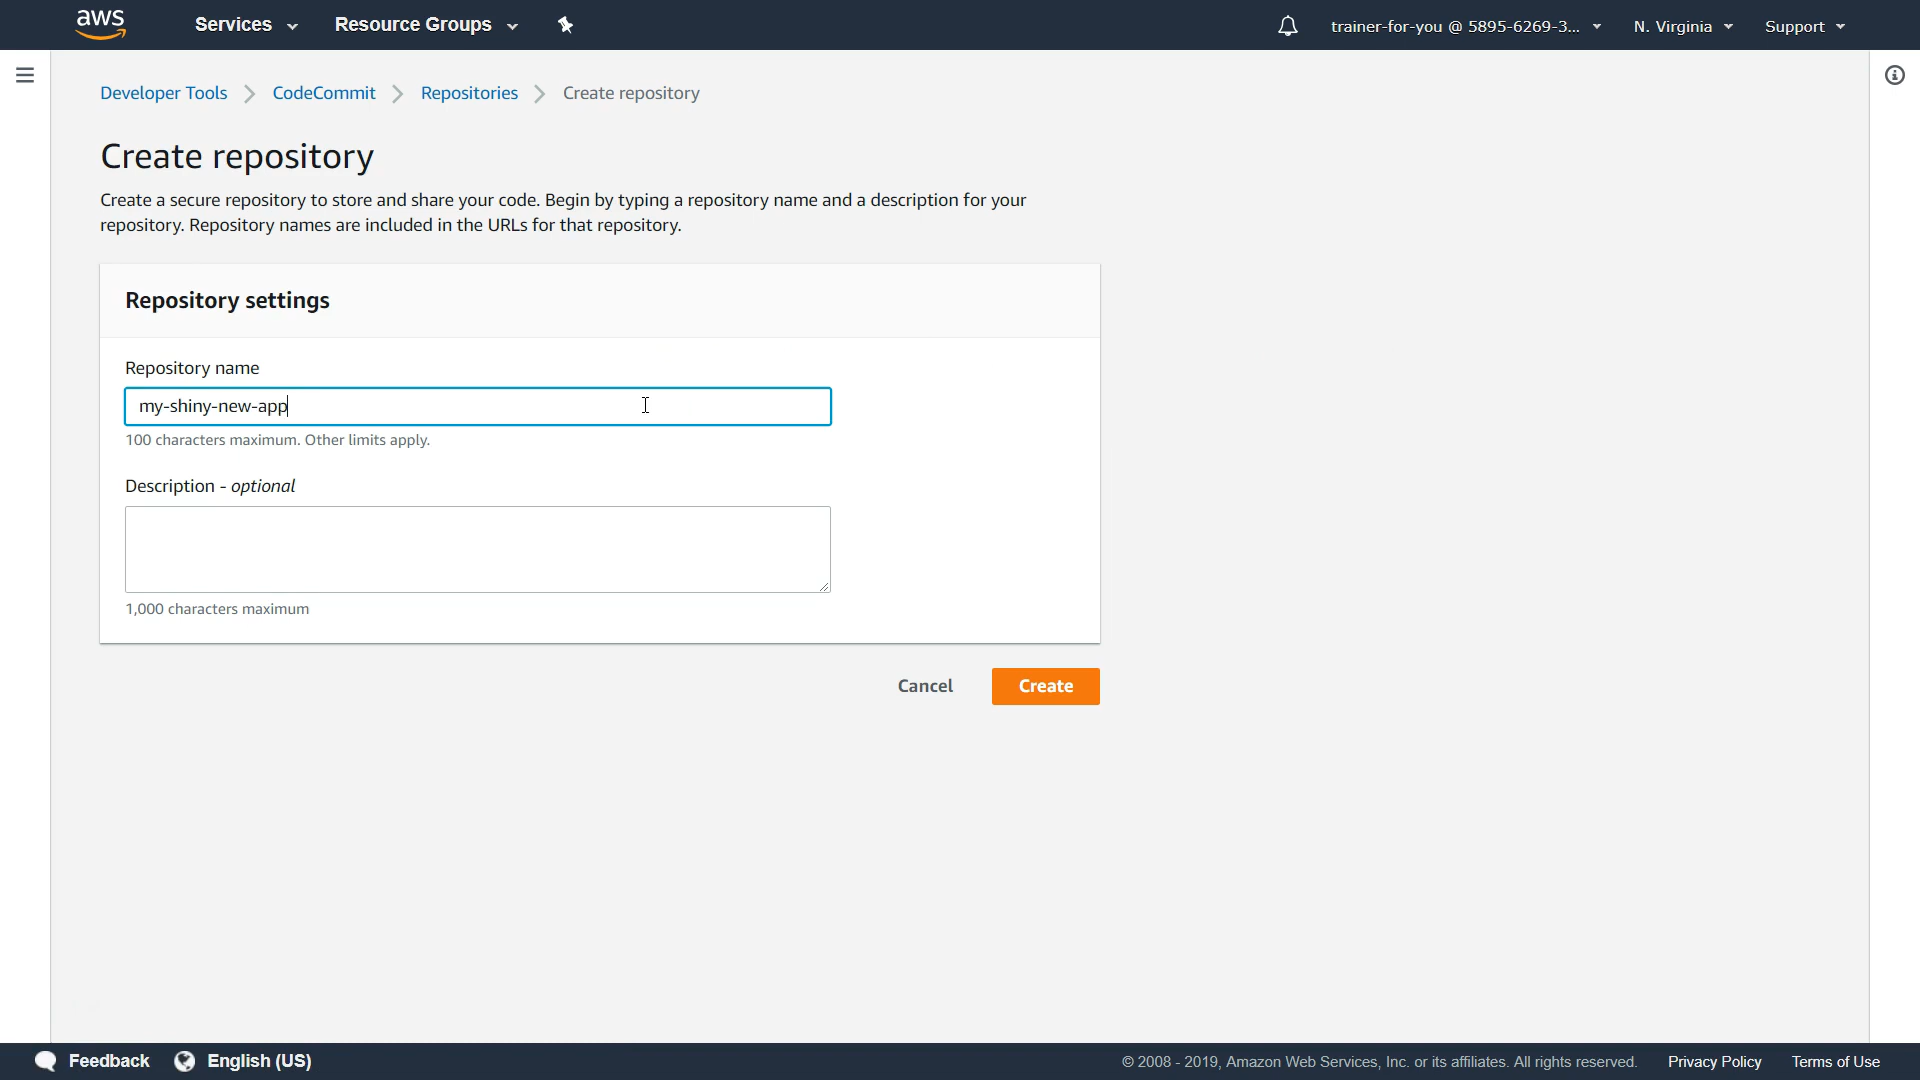 aws Services Resource Groups trainer-for-you @ 5895-6269-3... N. Virginia Support
Developer Tools CodeCommit Repositories Create repository
Create repository
Create a secure repository to store and share your code. Begin by typing a repository name and a description for your
repository. Repository names are included in the URLs for that repository.
Repository settings
Repository name
my-shiny-new-app
100 characters maximum. Other limits apply.
Description - optional
1,000 characters maximum
Cancel Create
Feedback English (US) © 2008 - 2019, Amazon Web Services, Inc. or its affiliates. All rights reserved. Privacy Policy Terms of Use